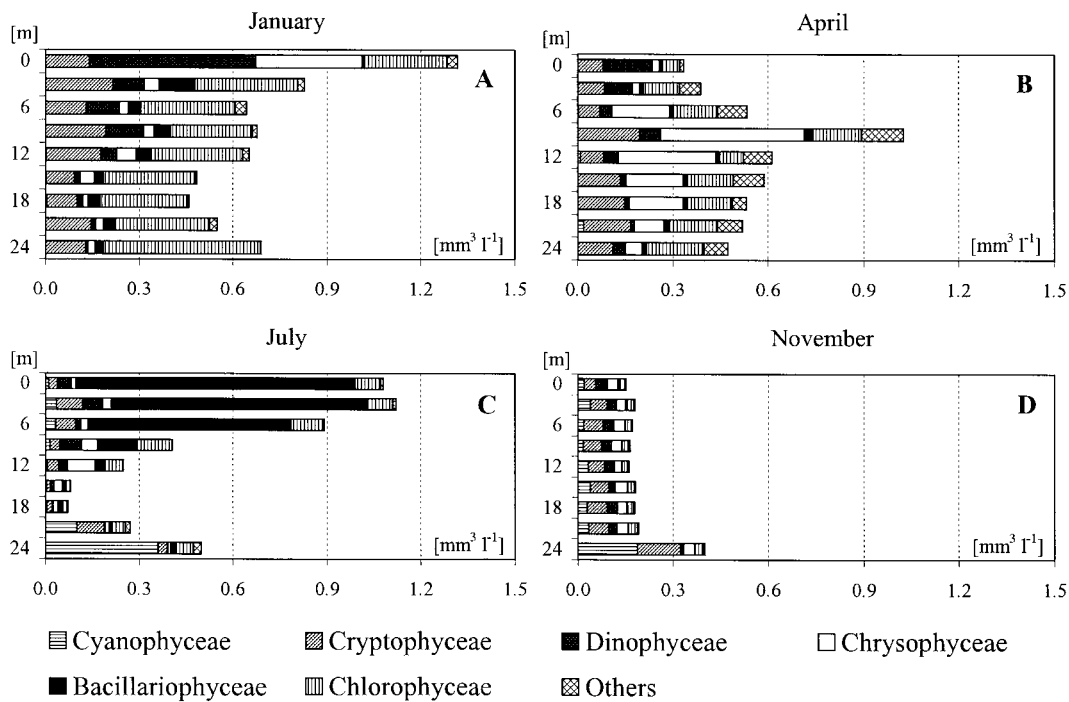 January
April
[m]
[m]
0
6
12
18
24
A
[mm³ l⁻¹]
0.0 0.3 0.6 0.9 1.2 1.5
0
6
12
18
24
B
[mm³ l⁻¹]
0.0 0.3 0.6 0.9 1.2 1.5
July
November
[m]
[m]
0
6
12
18
24
C
[mm³ l⁻¹]
0.0 0.3 0.6 0.9 1.2 1.5
0
6
12
18
24
D
[mm³ l⁻¹]
0.0 0.3 0.6 0.9 1.2 1.5
Cyanophyceae Cryptophyceae Dinophyceae Chrysophyceae
Bacillariophyceae Chlorophyceae Others